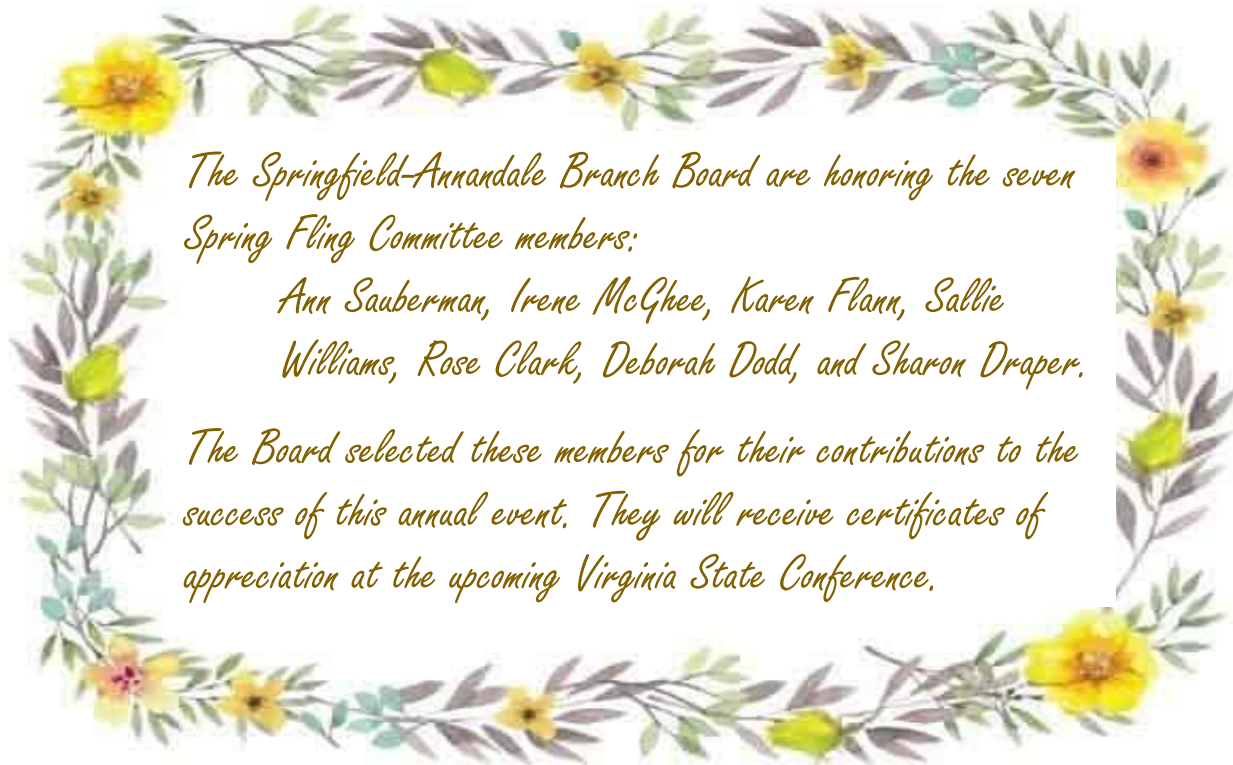 The Springfield-Annandale Branch Board are honoring the seven
Spring Fling Committee members:
Ann Sauberman, Irene McGhee, Karen Flann, Sallie
Williams, Rose Clark, Deborah Dodd, and Sharon Draper.
The Board selected these members for their contributions to the
success of this annual event. They will receive certificates of
appreciation at the upcoming Virginia State Conference.